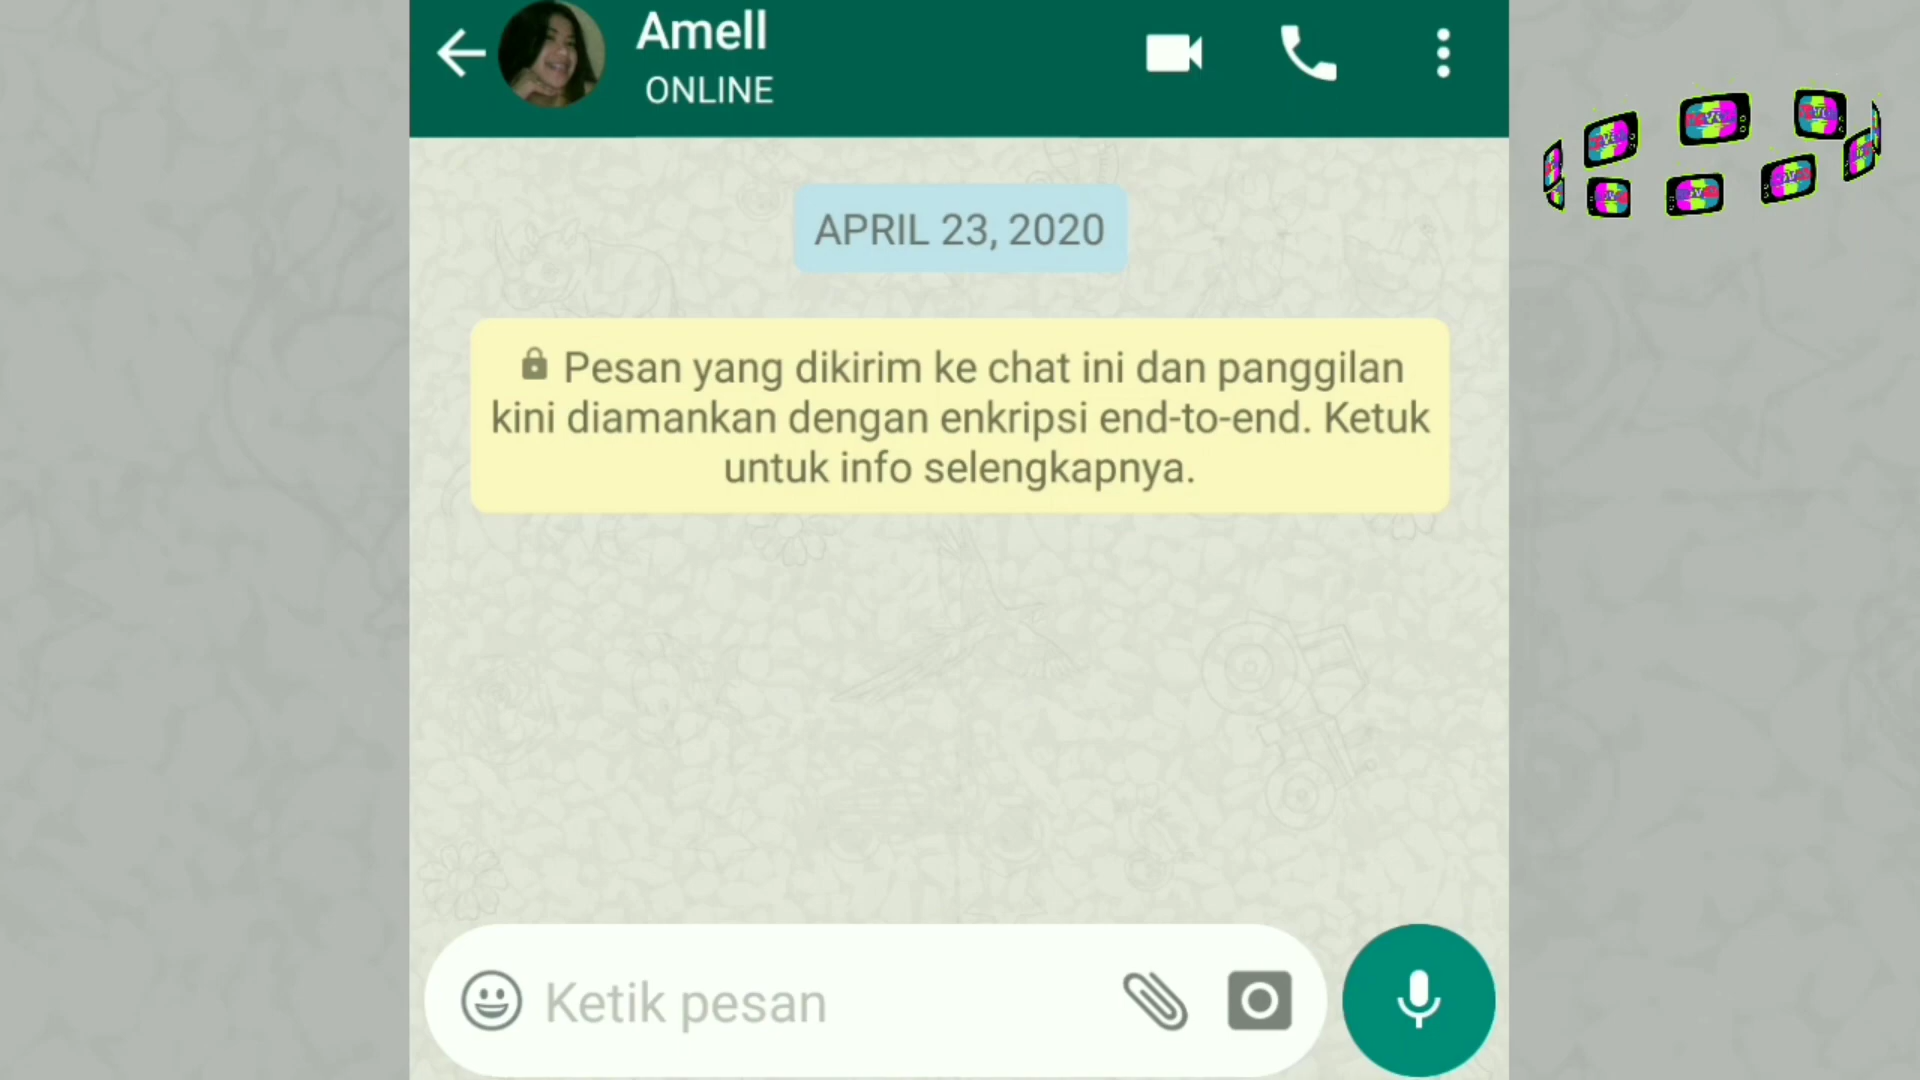 Amell
ONLINE
APRIL 23, 2020
Pesan yang dikirim ke chat ini dan panggilan
kini diamankan dengan enkripsi end-to-end. Ketuk
untuk info selengkapnya.
Ketik pesan